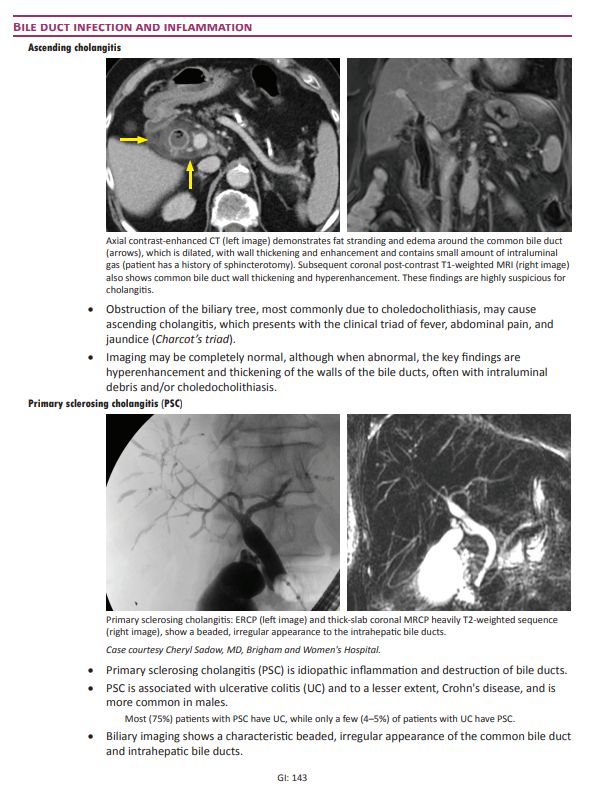 BILE DUCT INFECTION AND INFLAMMATION
Ascending cholangitis
Axial contrast-enhanced CT (left image) demonstrates fat stranding and edema around the common bile duct
(arrows), which is dilated, with wall thickening and enhancement and contains small amount of intraluminal
gas (patient has a history of sphincterotomy). Subsequent coronal post-contrast T1-weighted MRI (right image)
also shows common bile duct wall thickening and hyperenhancement. These findings are highly suspicious for
cholangitis.
• Obstruction of the biliary tree, most commonly due to choledocholithiasis, may cause
ascending cholangitis, which presents with the clinical triad of fever, abdominal pain, and
jaundice (Charcot's triad).
• Imaging may be completely normal, although when abnormal, the key findings are
hyperenhancement and thickening of the walls of the bile ducts, often with intraluminal
debris and/or choledocholithiasis.
Primary sclerosing cholangitis (PSC)
Primary sclerosing cholangitis: ERCP (left image) and thick-slab coronal MRCP heavily T2-weighted sequence
(right image), show a beaded, irregular appearance to the intrahepatic bile ducts.
Case courtesy Cheryl Sadow, MD, Brigham and Women's Hospital.
• Primary sclerosing cholangitis (PSC) is idiopathic inflammation and destruction of bile ducts.
• PSC is associated with ulcerative colitis (UC) and to a lesser extent, Crohn's disease, and is
more common in males.
Most (75%) patients with PSC have UC, while only a few (4–5%) of patients with UC have PSC.
• Biliary imaging shows a characteristic beaded, irregular appearance of the common bile duct
and intrahepatic bile ducts.
GI: 143